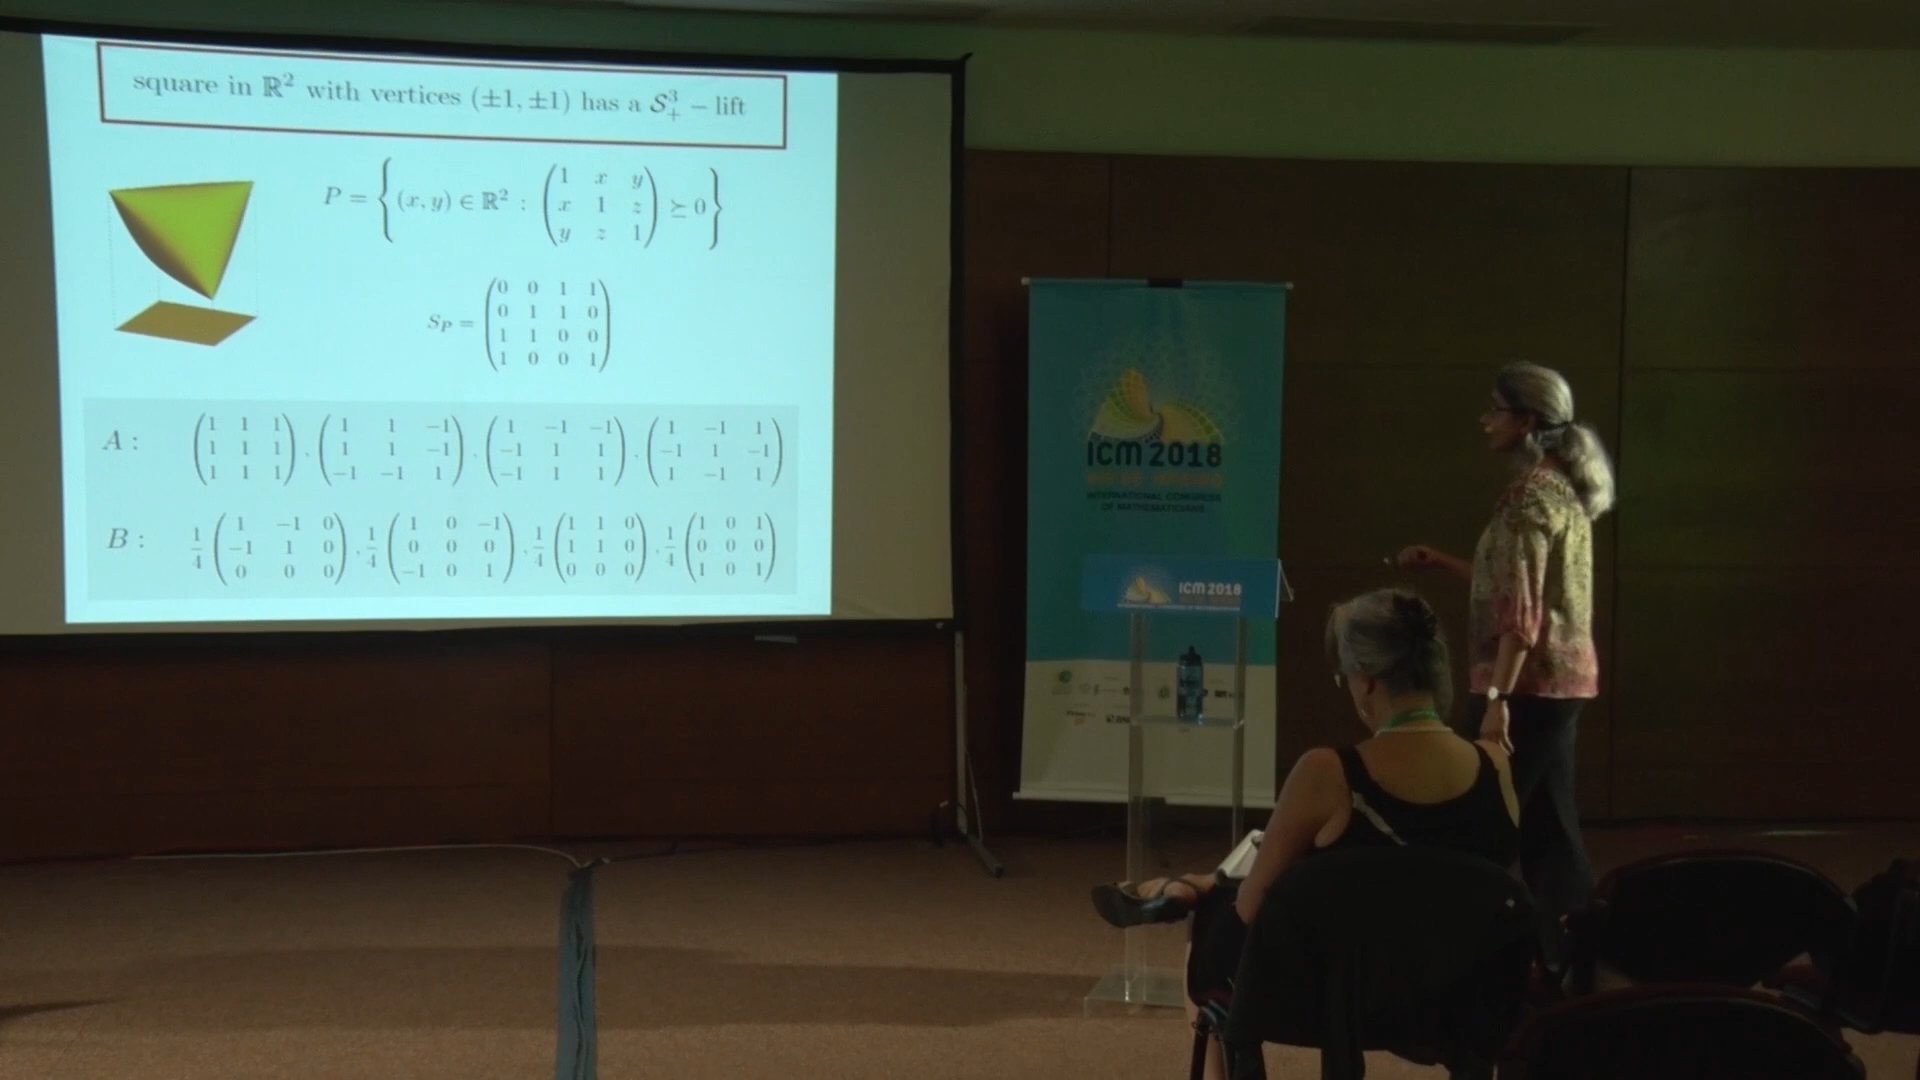 square in ℝ² with vertices (±1, ±1) has a 𝒮₊³ – lift
P = { (x, y) ∈ ℝ² : ( 1 x y
x 1 z
y z 1 ) ⪰ 0 }
S_P = ( 0 0 1 1
0 1 1 0
1 1 0 0
1 0 0 1 )
A : ( 1 1 1 ) , ( 1 1 −1 ) , ( 1 −1 −1 ) , ( 1 −1 1 )
( 1 1 1 ) ( 1 1 −1 ) ( −1 1 1 ) ( −1 1 −1 )
( 1 1 1 ) ( −1 −1 1 ) ( −1 1 1 ) ( 1 −1 1 )
B : 1/4 ( 1 −1 0 ) , 1/4 ( 1 0 −1 ) , 1/4 ( 1 1 0 ) , 1/4 ( 1 0 1 )
( −1 1 0 ) ( 0 0 0 ) ( 1 1 0 ) ( 0 0 0 )
( 0 0 0 ) ( −1 0 1 ) ( 0 0 0 ) ( 1 0 1 )
ICM 2018
INTERNATIONAL CONGRESS
OF MATHEMATICIANS
ICM 2018